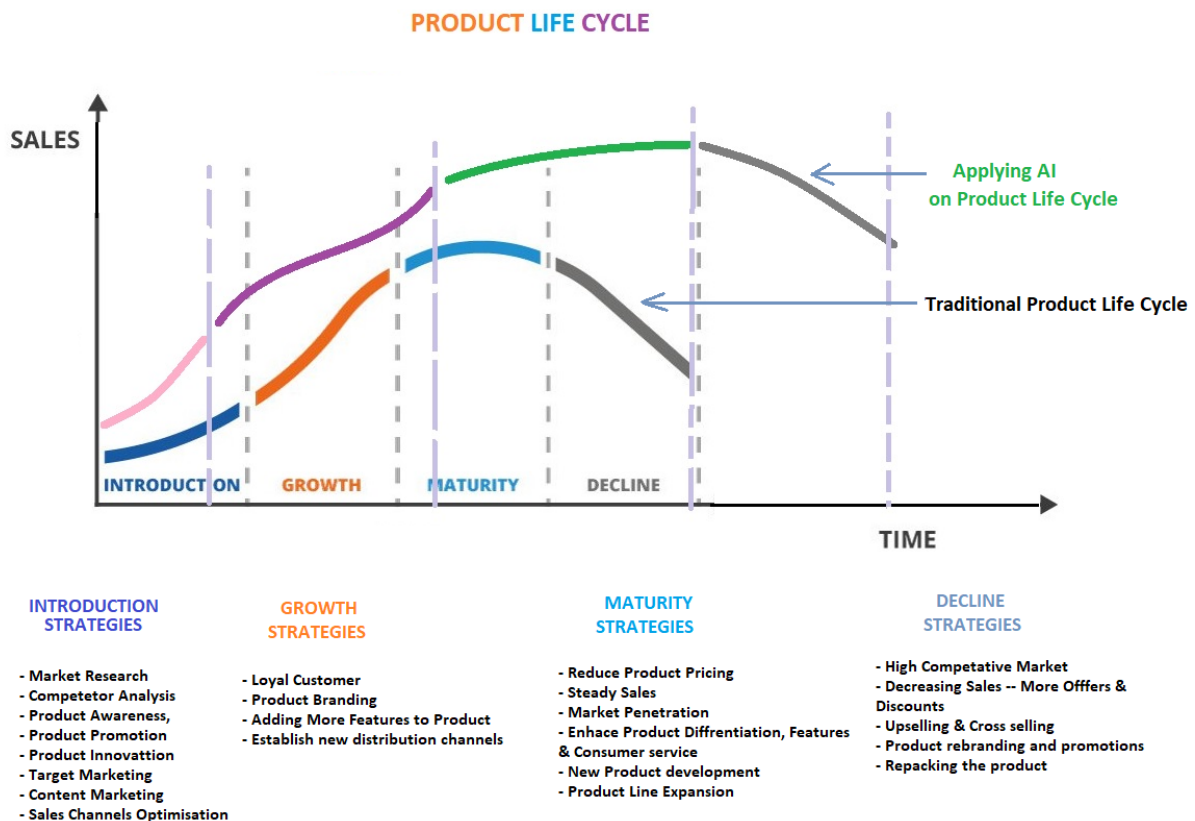 PRODUCT LIFE CYCLE
SALES
Applying AI
on Product Life Cycle
Traditional Product Life Cycle
INTRODUCTION
GROWTH
MATURITY
DECLINE
TIME
INTRODUCTION
STRATEGIES
- Market Research
- Competetor Analysis
- Product Awareness,
- Product Promotion
- Product Innovattion
- Target Marketing
- Content Marketing
- Sales Channels Optimisation
GROWTH
STRATEGIES
- Loyal Customer
- Product Branding
- Adding More Features to Product
- Establish new distribution channels
MATURITY
STRATEGIES
- Reduce Product Pricing
- Steady Sales
- Market Penetration
- Enhace Product Diffrentiation, Features
& Consumer service
- New Product development
- Product Line Expansion
DECLINE
STRATEGIES
- High Competative Market
- Decreasing Sales -- More Offfers &
Discounts
- Upselling & Cross selling
- Product rebranding and promotions
- Repacking the product